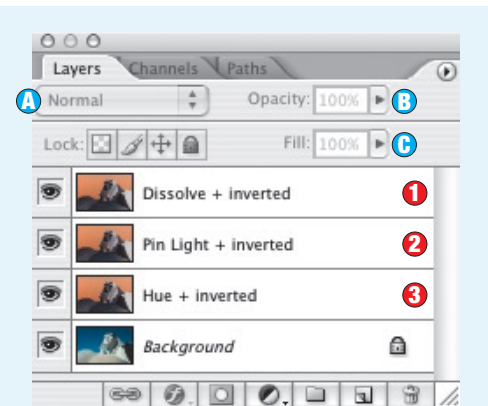 Layers Channels Paths
A Normal Opacity: 100% B
Lock: Fill: 100% C
Dissolve + inverted 1
Pin Light + inverted 2
Hue + inverted 3
Background